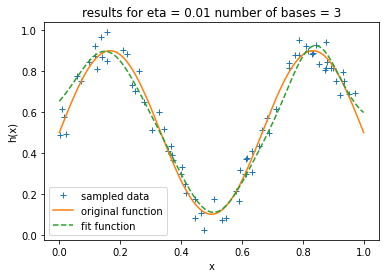 results for eta = 0.01 number of bases = 3
h(x)
1.0
0.8
0.6
0.4
0.2
0.0
sampled data
original function
fit function
0.0 0.2 0.4 0.6 0.8 1.0
x